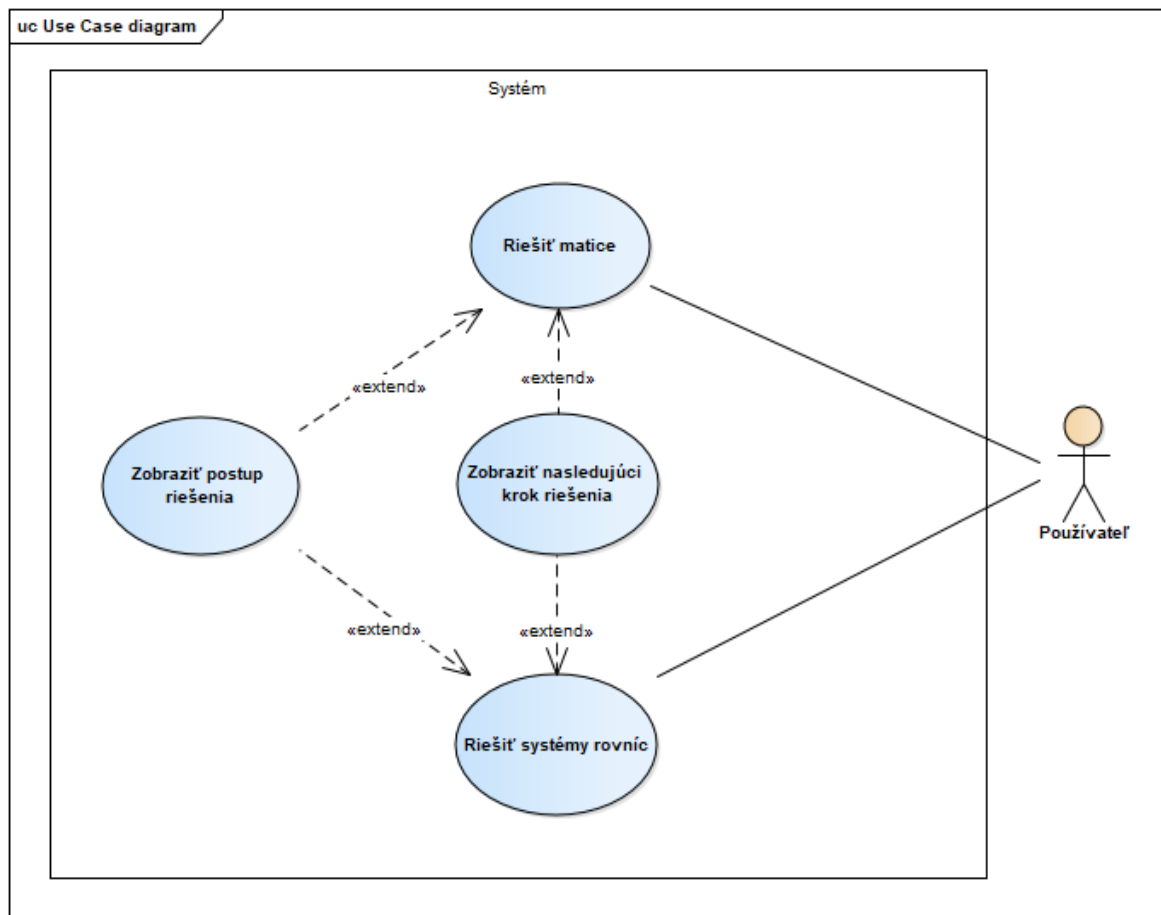 uc Use Case diagram
Systém
Riešiť matice
«extend»
«extend»
Zobraziť postup
riešenia
Zobraziť nasledujúci
krok riešenia
Používateľ
«extend»
«extend»
Riešiť systémy rovníc